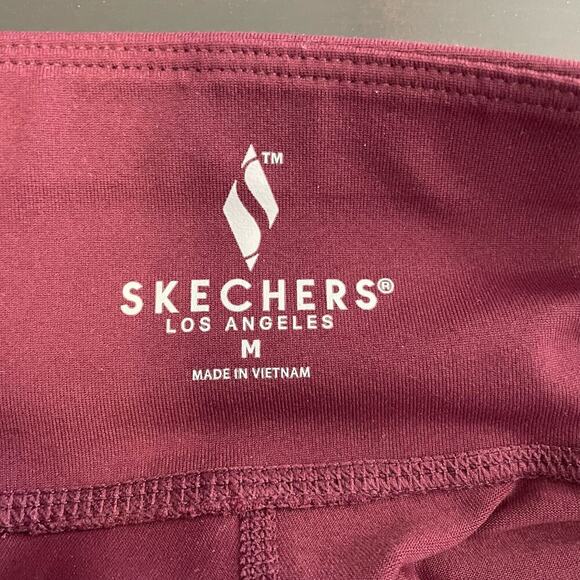 ™
SKECHERS®
LOS ANGELES
M
MADE IN VIETNAM